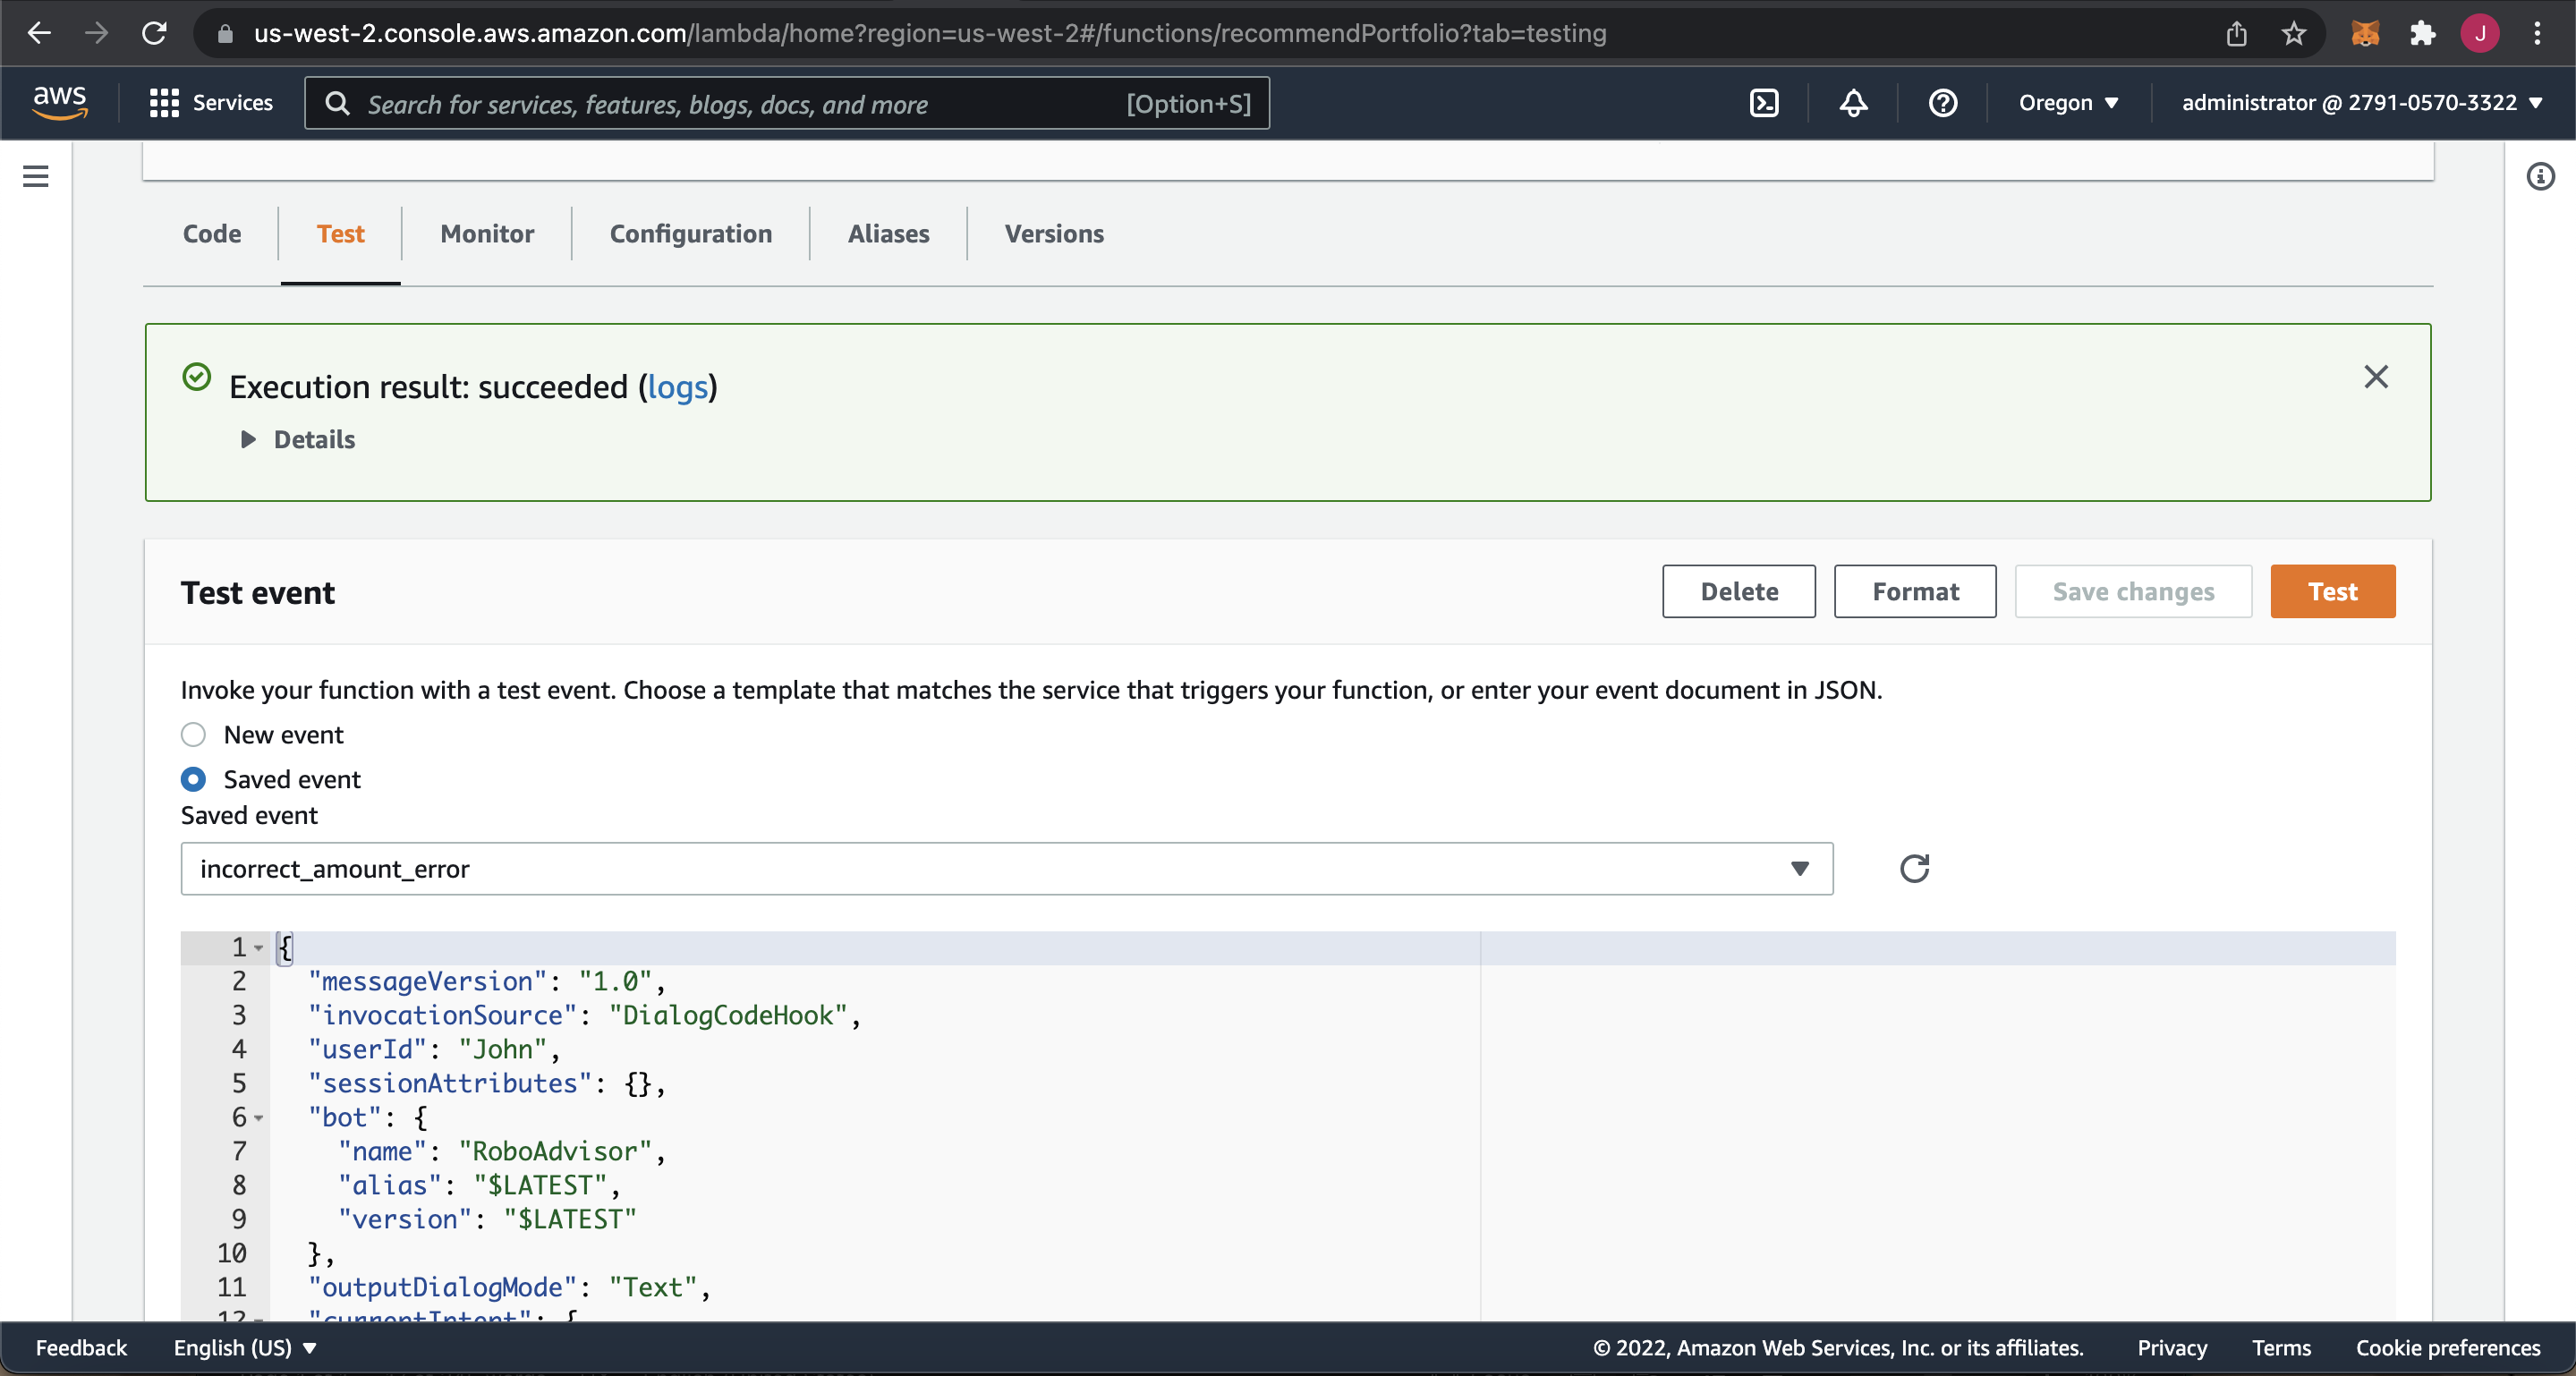 us-west-2.console.aws.amazon.com/lambda/home?region=us-west-2#/functions/recommendPortfolio?tab=testing
J
aws
Services
Search for services, features, blogs, docs, and more
[Option+S]
Oregon ▼
administrator @ 2791-0570-3322 ▼
Code
Test
Monitor
Configuration
Aliases
Versions
Execution result: succeeded (logs)
Details
Test event
Delete
Format
Save changes
Test
Invoke your function with a test event. Choose a template that matches the service that triggers your function, or enter your event document in JSON.
New event
Saved event
Saved event
incorrect_amount_error
1 {
2 "messageVersion": "1.0",
3 "invocationSource": "DialogCodeHook",
4 "userId": "John",
5 "sessionAttributes": {},
6 "bot": {
7 "name": "RoboAdvisor",
8 "alias": "$LATEST",
9 "version": "$LATEST"
10 },
11 "outputDialogMode": "Text",
12 "currentIntent": {
Feedback
English (US) ▼
© 2022, Amazon Web Services, Inc. or its affiliates.
Privacy
Terms
Cookie preferences